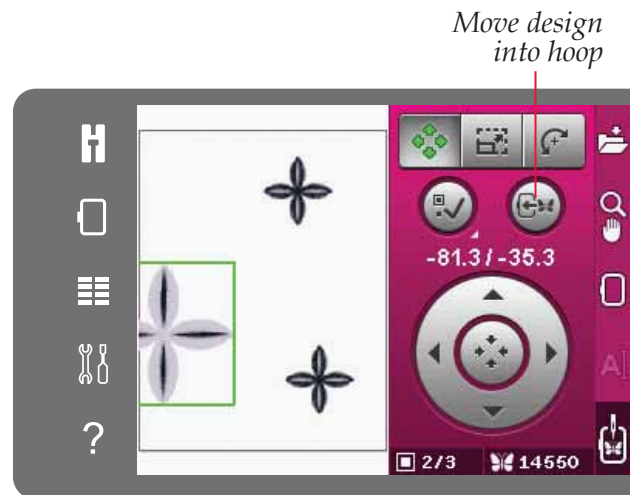 Move design
into hoop
-81.3 / -35.3
A
?
2/3
14550